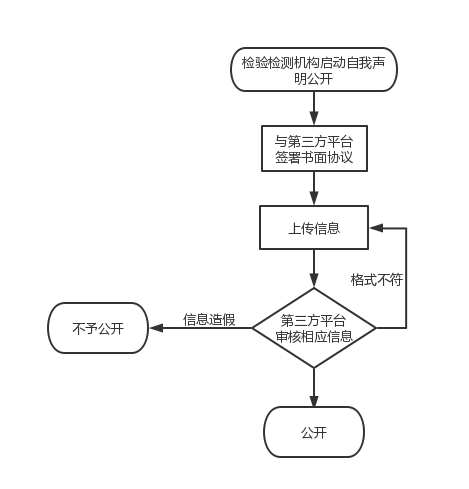 检验检测机构启动自我声
明公开
与第三方平台
签署书面协议
上传信息
格式不符
信息造假
第三方平台
审核相应信息
不予公开
公开